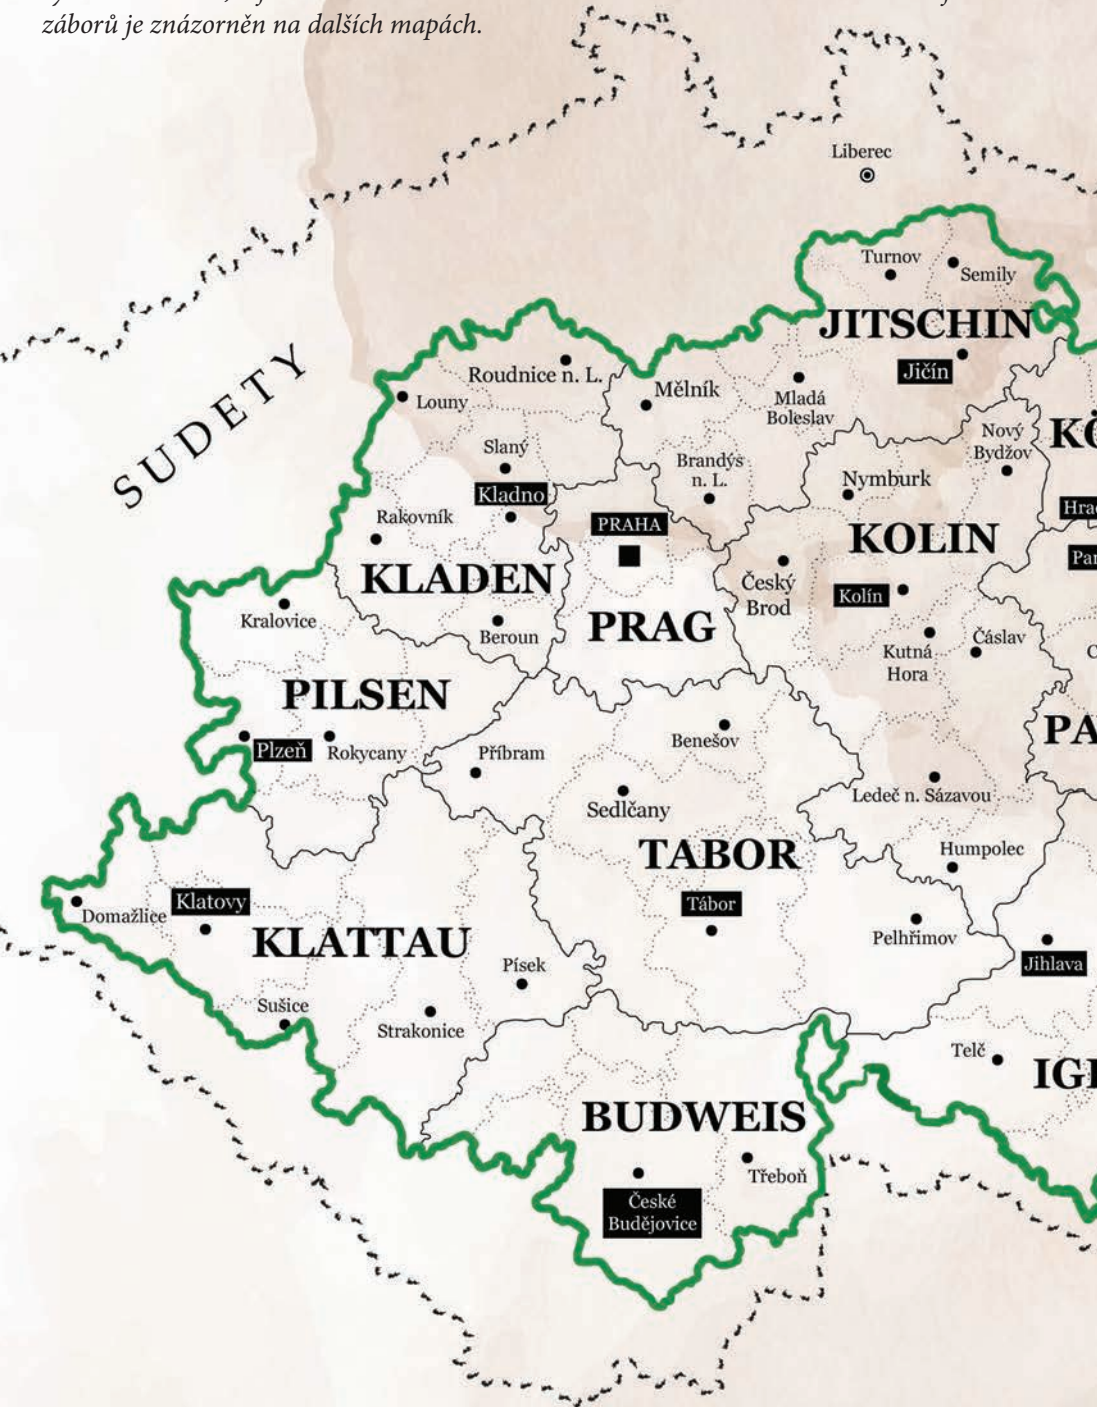 záborů je znázorněn na dalších mapách.
Liberec
Turnov
Semily
JITSCHIN
Jičín
SUDETY
Roudnice n. L.
Louny
Mělník
Mladá
Boleslav
Slaný
Kladno
Brandýs
n. L.
Nový
Bydžov
Nymburk
Rakovník
PRAHA
KOLIN
KLADEN
Český
Brod
Kolín
Kralovice
Beroun
PRAG
Kutná
Hora
Čáslav
PILSEN
Plzeň
Rokycany
Příbram
Benešov
Sedlčany
Ledeč n. Sázavou
TABOR
Humpolec
Tábor
Pelhřimov
Domažlice
Klatovy
KLATTAU
Písek
Jihlava
Sušice
Strakonice
Telč
BUDWEIS
Třeboň
České
Budějovice